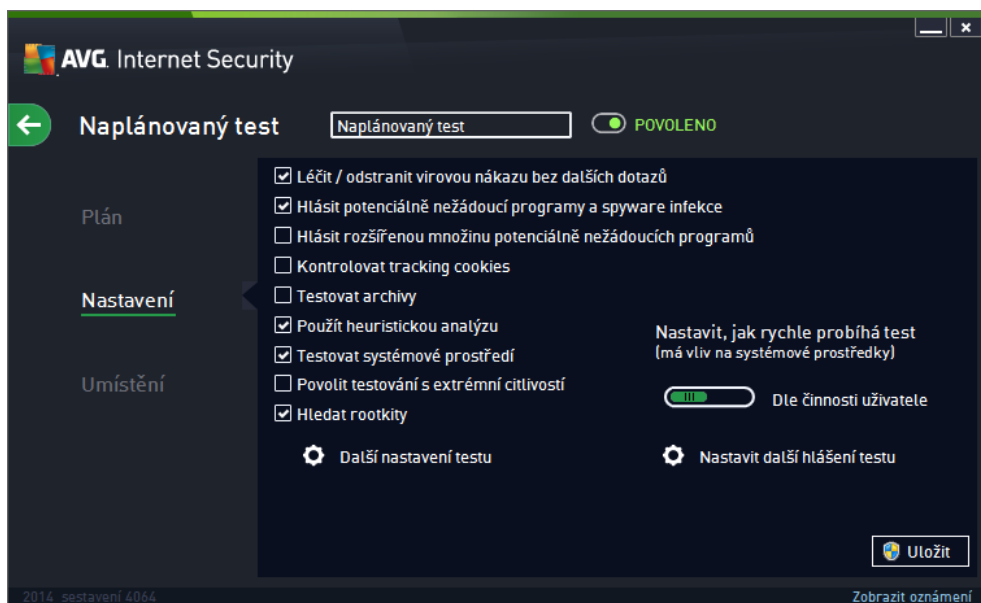 AVG. Internet Security
Naplánovaný test
Naplánovaný test
POVOLENO
Plán
Nastavení
Umístění
Léčit / odstranit virovou nákazu bez dalších dotazů
Hlásit potenciálně nežádoucí programy a spyware infekce
Hlásit rozšířenou množinu potenciálně nežádoucích programů
Kontrolovat tracking cookies
Testovat archivy
Použít heuristickou analýzu
Testovat systémové prostředí
Povolit testování s extrémní citlivostí
Hledat rootkity
Nastavit, jak rychle probíhá test
(má vliv na systémové prostředky)
Dle činnosti uživatele
Další nastavení testu
Nastavit další hlášení testu
Uložit
2014 sestavení 4064
Zobrazit oznámení